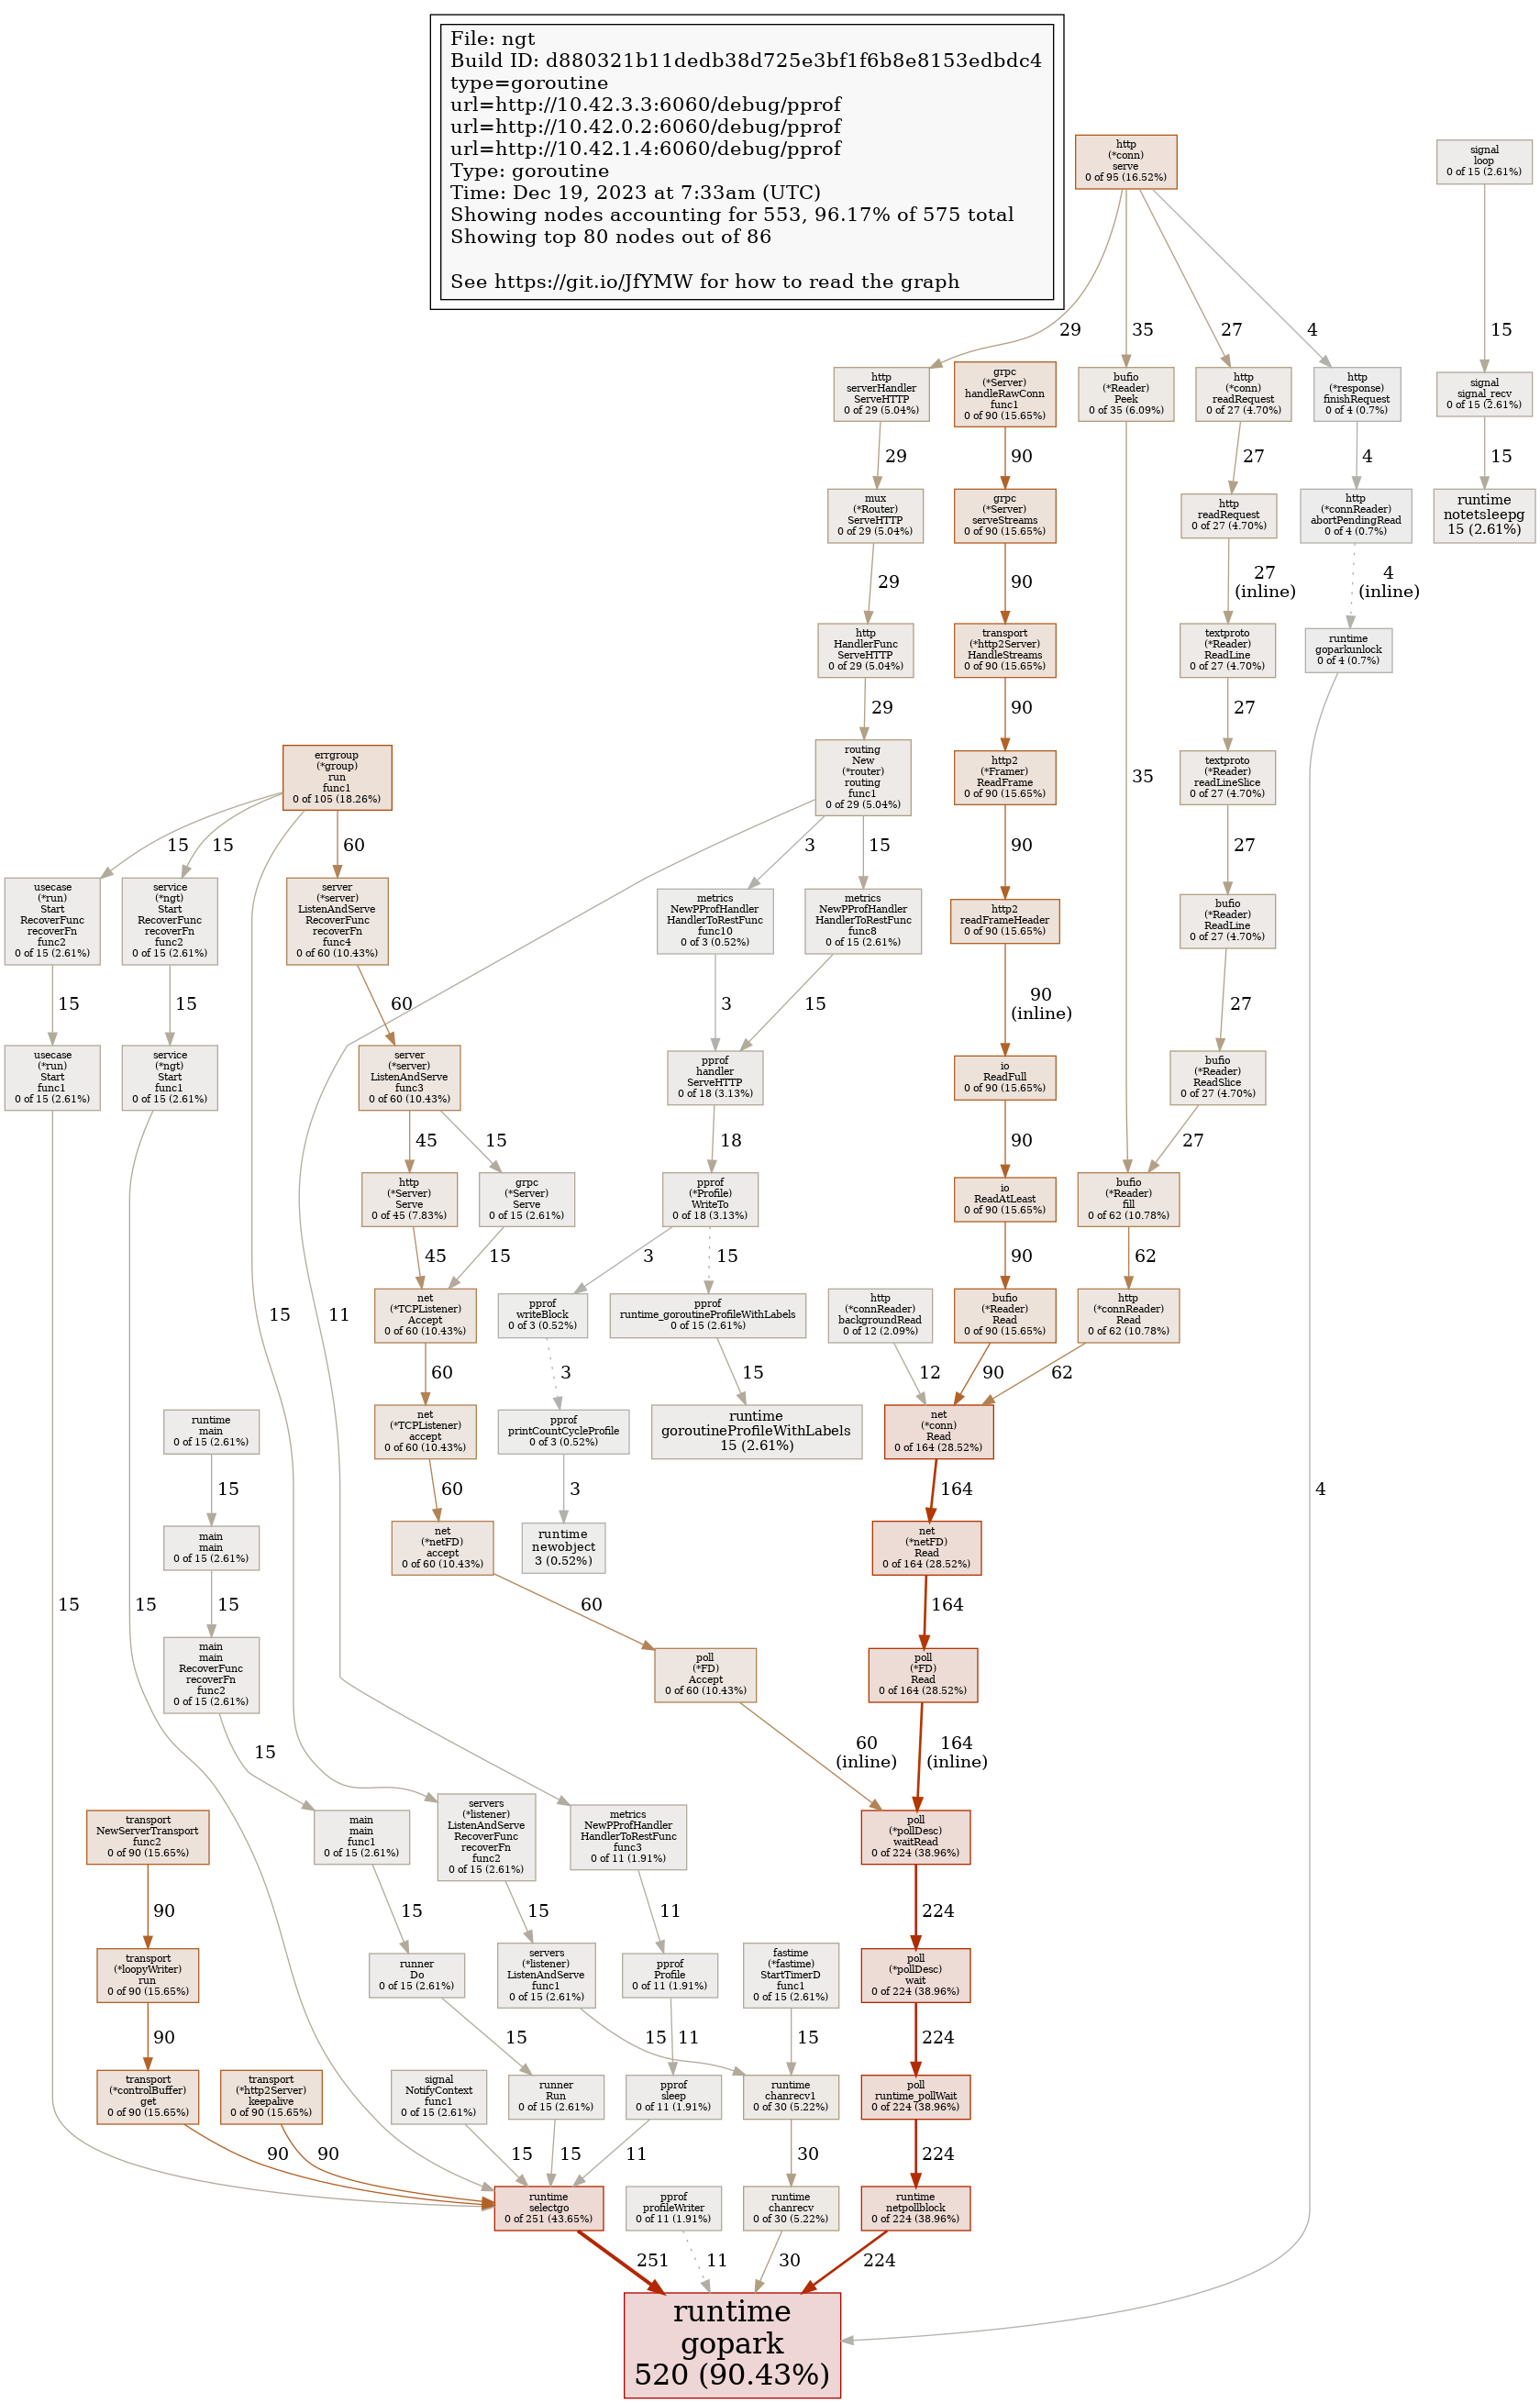 File: ngt
Build ID: d880321b11dedb38d725e3bf1f6b8e8153edbdc4
type=goroutine
url=http://10.42.3.3:6060/debug/pprof
url=http://10.42.0.2:6060/debug/pprof
url=http://10.42.1.4:6060/debug/pprof
Type: goroutine
Time: Dec 19, 2023 at 7:33am (UTC)
Showing nodes accounting for 553, 96.17% of 575 total
Showing top 80 nodes out of 86
See https://git.io/JfYMW for how to read the graph
http
(*conn)
serve
0 of 95 (16.52%)
signal
loop
0 of 15 (2.61%)
29
35
27
4
15
http
serverHandler
ServeHTTP
0 of 29 (5.04%)
grpc
(*Server)
handleRawConn
func1
0 of 90 (15.65%)
bufio
(*Reader)
Peek
0 of 35 (6.09%)
http
(*conn)
readRequest
0 of 27 (4.70%)
http
(*response)
finishRequest
0 of 4 (0.7%)
signal
signal_recv
0 of 15 (2.61%)
29
90
27
4
15
mux
(*Router)
ServeHTTP
0 of 29 (5.04%)
grpc
(*Server)
serveStreams
0 of 90 (15.65%)
http
readRequest
0 of 27 (4.70%)
http
(*connReader)
abortPendingRead
0 of 4 (0.7%)
runtime
notetsleepg
15 (2.61%)
29
90
27
(inline)
4
(inline)
http
HandlerFunc
ServeHTTP
0 of 29 (5.04%)
transport
(*http2Server)
HandleStreams
0 of 90 (15.65%)
textproto
(*Reader)
ReadLine
0 of 27 (4.70%)
runtime
goparkunlock
0 of 4 (0.7%)
29
90
27
errgroup
(*group)
run
func1
0 of 105 (18.26%)
routing
New
(*router)
routing
func1
0 of 29 (5.04%)
http2
(*Framer)
ReadFrame
0 of 90 (15.65%)
35
textproto
(*Reader)
readLineSlice
0 of 27 (4.70%)
15
15
60
3
15
90
27
usecase
(*run)
Start
RecoverFunc
recoverFn
func2
0 of 15 (2.61%)
service
(*ngt)
Start
RecoverFunc
recoverFn
func2
0 of 15 (2.61%)
server
(*server)
ListenAndServe
RecoverFunc
recoverFn
func4
0 of 60 (10.43%)
metrics
NewPProfHandler
HandlerToRestFunc
func10
0 of 3 (0.52%)
metrics
NewPProfHandler
HandlerToRestFunc
func8
0 of 15 (2.61%)
http2
readFrameHeader
0 of 90 (15.65%)
bufio
(*Reader)
ReadLine
0 of 27 (4.70%)
15
15
60
3
15
90
(inline)
27
usecase
(*run)
Start
func1
0 of 15 (2.61%)
service
(*ngt)
Start
func1
0 of 15 (2.61%)
server
(*server)
ListenAndServe
func3
0 of 60 (10.43%)
pprof
handler
ServeHTTP
0 of 18 (3.13%)
io
ReadFull
0 of 90 (15.65%)
bufio
(*Reader)
ReadSlice
0 of 27 (4.70%)
45
15
18
90
27
http
(*Server)
Serve
0 of 45 (7.83%)
grpc
(*Server)
Serve
0 of 15 (2.61%)
pprof
(*Profile)
WriteTo
0 of 18 (3.13%)
io
ReadAtLeast
0 of 90 (15.65%)
bufio
(*Reader)
fill
0 of 62 (10.78%)
45
15
3
15
90
62
15
11
net
(*TCPListener)
Accept
0 of 60 (10.43%)
pprof
writeBlock
0 of 3 (0.52%)
pprof
runtime_goroutineProfileWithLabels
0 of 15 (2.61%)
http
(*connReader)
backgroundRead
0 of 12 (2.09%)
bufio
(*Reader)
Read
0 of 90 (15.65%)
http
(*connReader)
Read
0 of 62 (10.78%)
60
3
15
12
90
62
runtime
main
0 of 15 (2.61%)
net
(*TCPListener)
accept
0 of 60 (10.43%)
pprof
printCountCycleProfile
0 of 3 (0.52%)
runtime
goroutineProfileWithLabels
15 (2.61%)
net
(*conn)
Read
0 of 164 (28.52%)
15
60
3
164
4
main
main
0 of 15 (2.61%)
net
(*netFD)
accept
0 of 60 (10.43%)
runtime
newobject
3 (0.52%)
net
(*netFD)
Read
0 of 164 (28.52%)
15
15
15
60
164
main
main
RecoverFunc
recoverFn
func2
0 of 15 (2.61%)
poll
(*FD)
Accept
0 of 60 (10.43%)
poll
(*FD)
Read
0 of 164 (28.52%)
15
60
(inline)
164
(inline)
transport
NewServerTransport
func2
0 of 90 (15.65%)
main
main
func1
0 of 15 (2.61%)
servers
(*listener)
ListenAndServe
RecoverFunc
recoverFn
func2
0 of 15 (2.61%)
metrics
NewPProfHandler
HandlerToRestFunc
func3
0 of 11 (1.91%)
poll
(*pollDesc)
waitRead
0 of 224 (38.96%)
90
15
15
11
224
transport
(*loopyWriter)
run
0 of 90 (15.65%)
runner
Do
0 of 15 (2.61%)
servers
(*listener)
ListenAndServe
func1
0 of 15 (2.61%)
pprof
Profile
0 of 11 (1.91%)
fastime
(*fastime)
StartTimerD
func1
0 of 15 (2.61%)
poll
(*pollDesc)
wait
0 of 224 (38.96%)
90
15
15
11
15
224
transport
(*controlBuffer)
get
0 of 90 (15.65%)
transport
(*http2Server)
keepalive
0 of 90 (15.65%)
signal
NotifyContext
func1
0 of 15 (2.61%)
runner
Run
0 of 15 (2.61%)
pprof
sleep
0 of 11 (1.91%)
runtime
chanrecv1
0 of 30 (5.22%)
poll
runtime_pollWait
0 of 224 (38.96%)
90
90
15
15
11
30
224
runtime
selectgo
0 of 251 (43.65%)
pprof
profileWriter
0 of 11 (1.91%)
runtime
chanrecv
0 of 30 (5.22%)
runtime
netpollblock
0 of 224 (38.96%)
251
11
30
224
runtime
gopark
520 (90.43%)